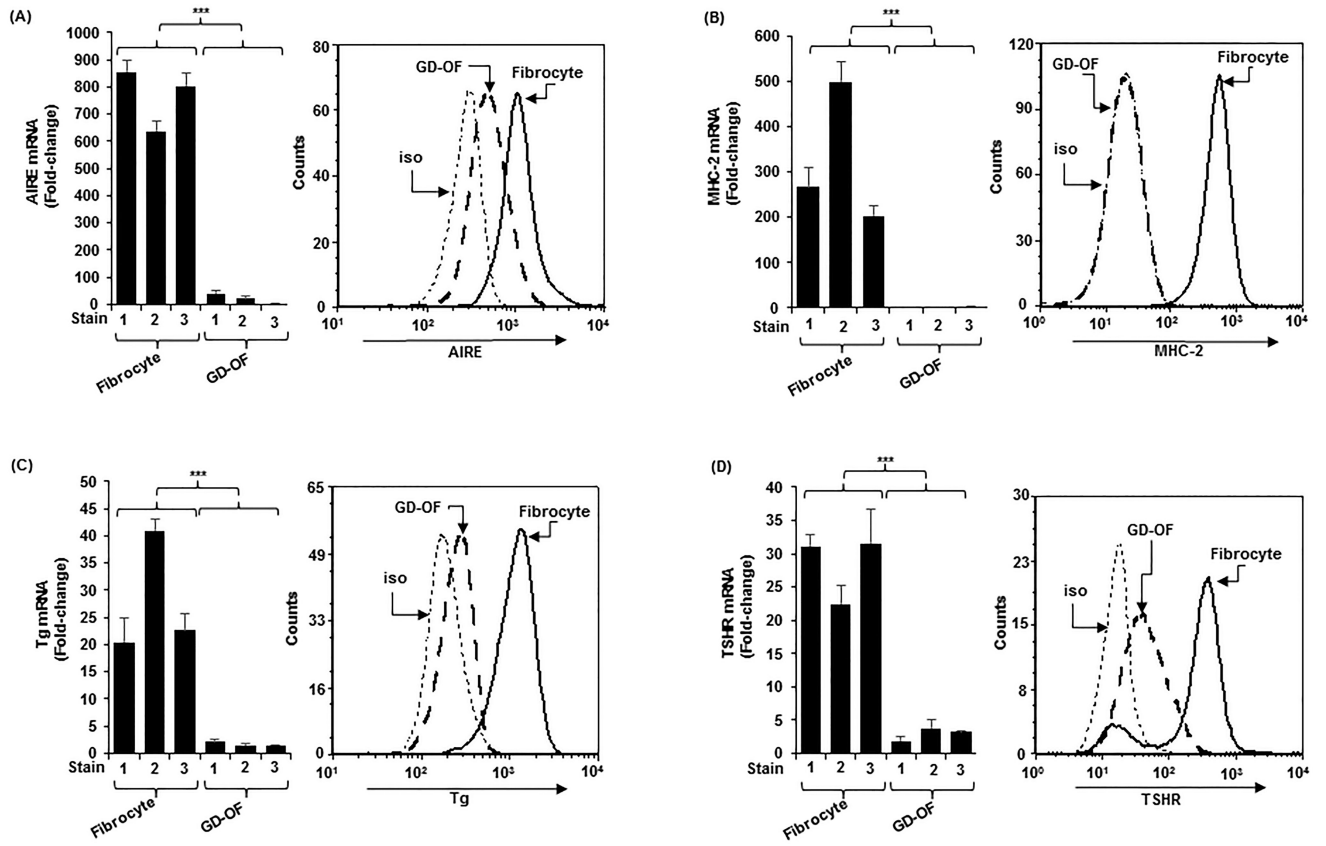 (A)
***
AIRE mRNA
(Fold-change)
1000
900
800
700
600
500
400
300
200
100
0
Stain 1 2 3 1 2 3
Fibrocyte
GD-OF
80
60
40
20
0
Counts
GD-OF
Fibrocyte
iso
10¹ 10² 10³ 10⁴
AIRE
(B)
***
MHC-2 mRNA
(Fold-change)
600
500
400
300
200
100
0
Stain 1 2 3 1 2 3
Fibrocyte
GD-OF
120
90
60
30
0
Counts
GD-OF
Fibrocyte
iso
10⁰ 10¹ 10² 10³ 10⁴
MHC-2
(C)
***
Tg mRNA
(Fold-change)
50
45
40
35
30
25
20
15
10
5
0
Stain 1 2 3 1 2 3
Fibrocyte
GD-OF
65
49
33
16
0
Counts
GD-OF
Fibrocyte
iso
10¹ 10² 10³ 10⁴
Tg
(D)
***
TSHR mRNA
(Fold-change)
40
35
30
25
20
15
10
5
0
Stain 1 2 3 1 2 3
Fibrocyte
GD-OF
30
23
15
8
0
Counts
GD-OF
Fibrocyte
iso
10⁰ 10¹ 10² 10³ 10⁴
TSHR